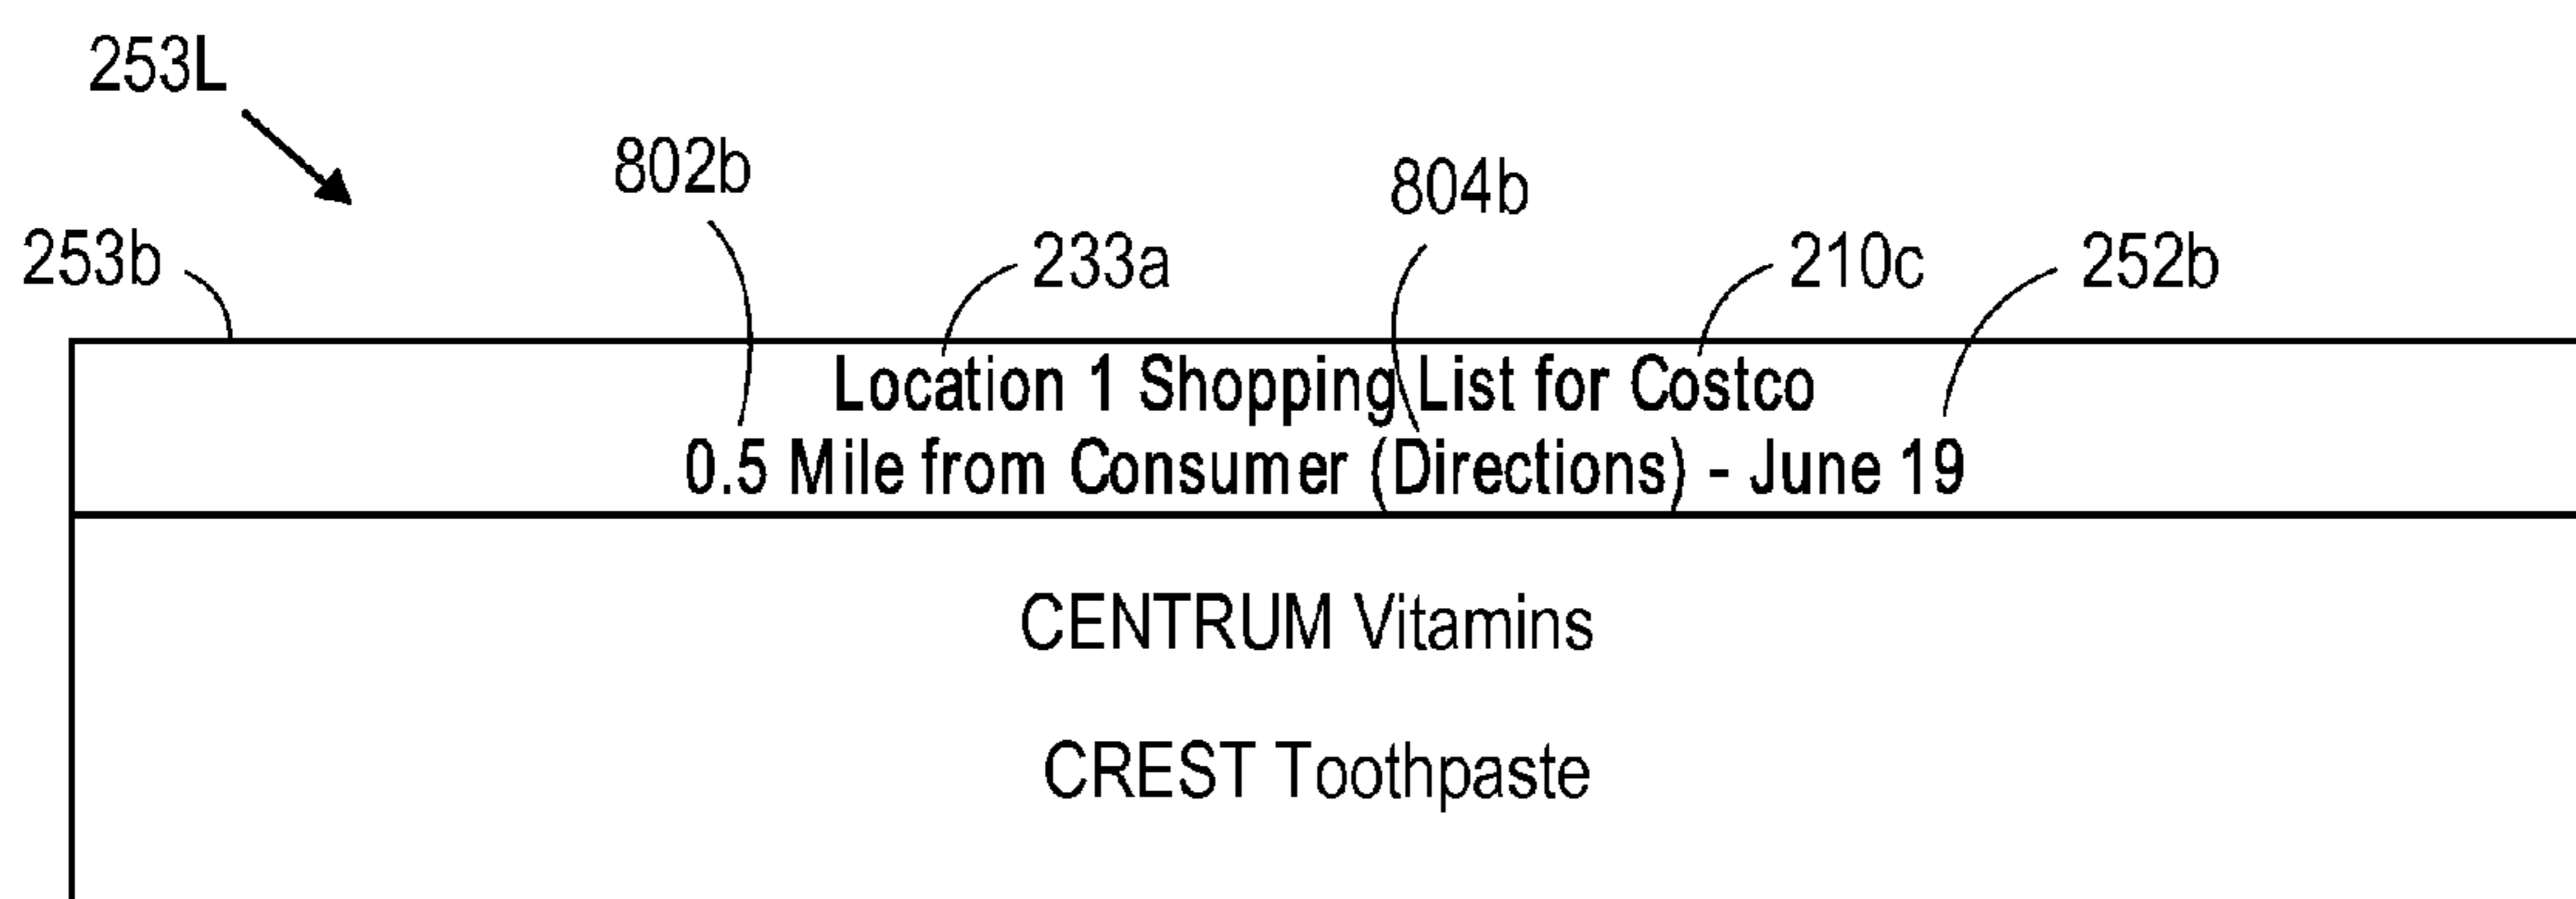 253L
802b
804b
253b
233a
210c
252b
Location 1 Shopping List for Costco
0.5 Mile from Consumer (Directions) - June 19
CENTRUM Vitamins
CREST Toothpaste